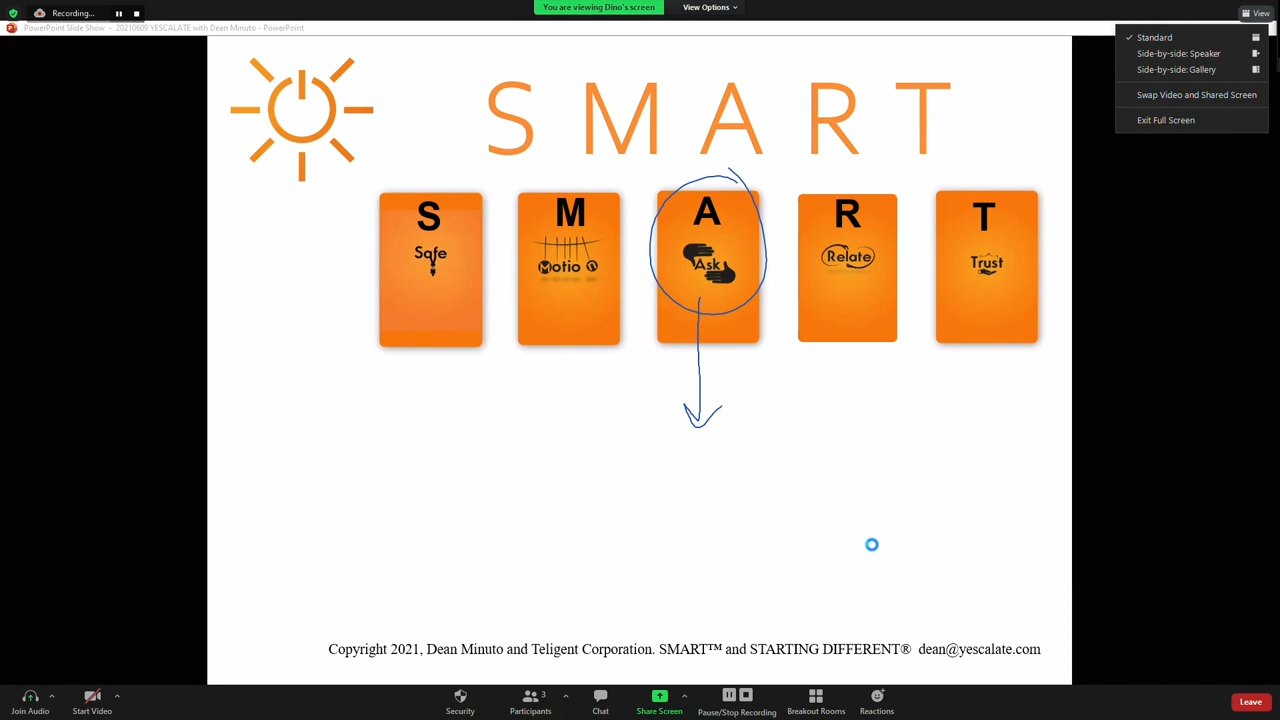 Recording...
You are viewing Dino's screen
View Options
View
PowerPoint Slide Show - 20210609 YESCALATE with Dean Minuto - PowerPoint
Standard
Side-by-side: Speaker
Side-by-side: Gallery
Swap Video and Shared Screen
Exit Full Screen
S M A R T
S M A R T
Safe Motion Ask Relate Trust
Copyright 2021, Dean Minuto and Teligent Corporation. SMART™ and STARTING DIFFERENT® dean@yescalate.com
3
Join Audio Start Video Security Participants Chat Share Screen Pause/Stop Recording Breakout Rooms Reactions Leave